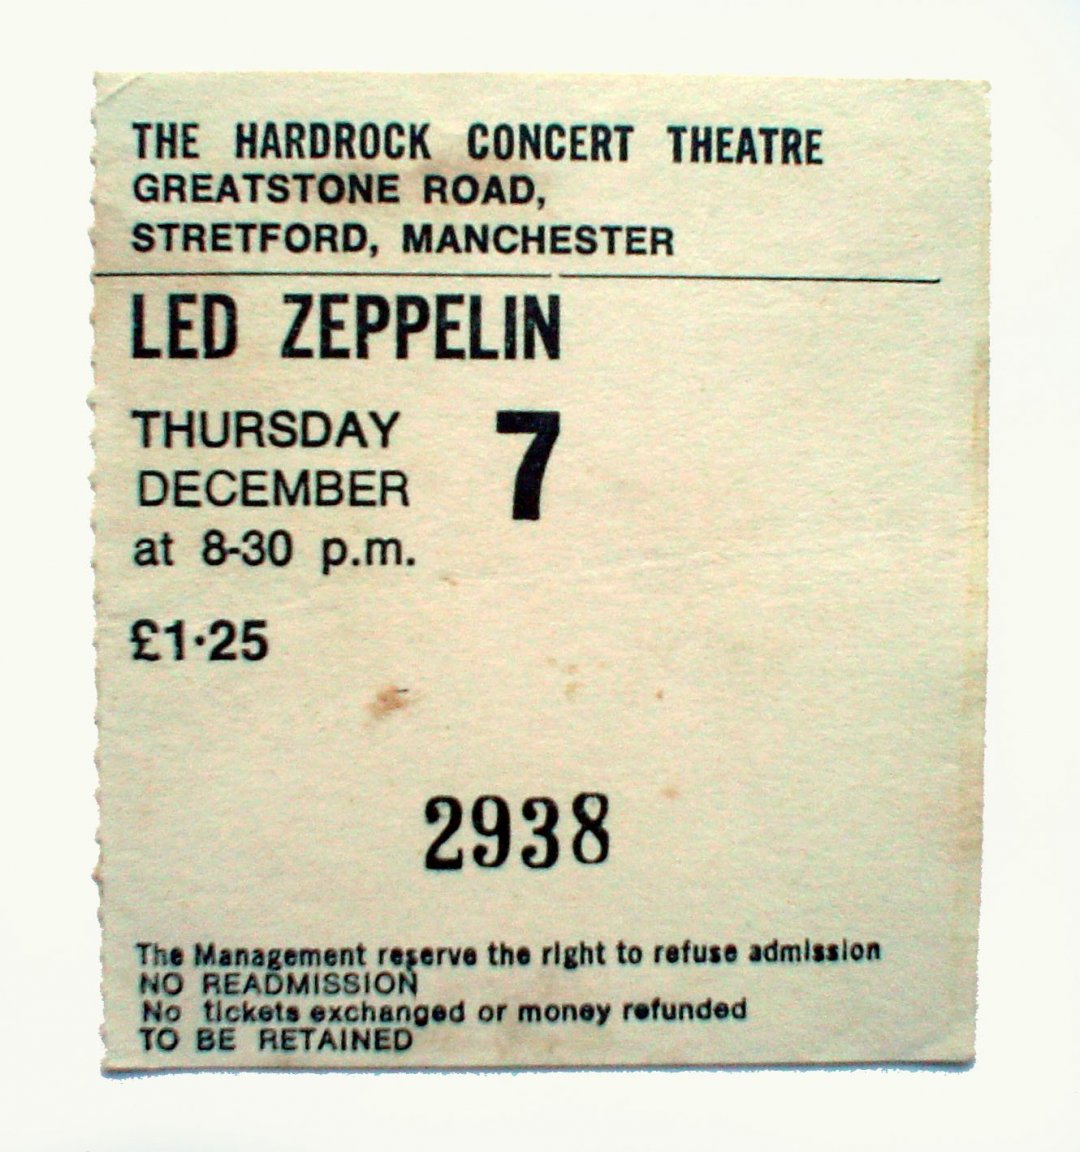 THE HARDROCK CONCERT THEATRE
GREATSTONE ROAD,
STRETFORD, MANCHESTER
LED ZEPPELIN
THURSDAY 7
DECEMBER
at 8-30 p.m.
£1·25
2938
The Management reserve the right to refuse admission
NO READMISSION
No tickets exchanged or money refunded
TO BE RETAINED